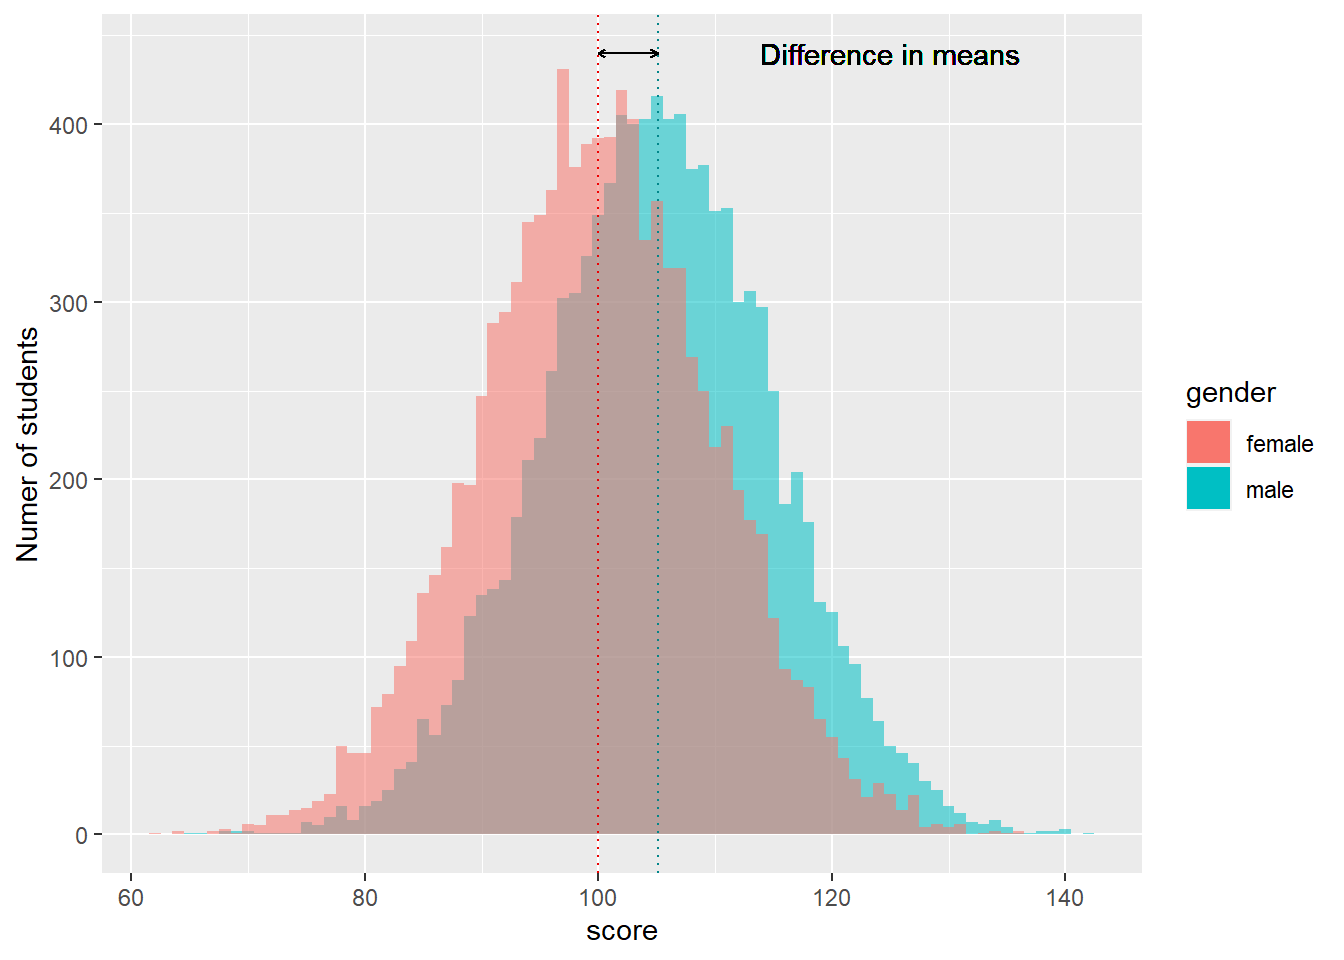 Difference in means
400
300
200
100
0
Numer of students
60 80 100 120 140
score
gender
female
male